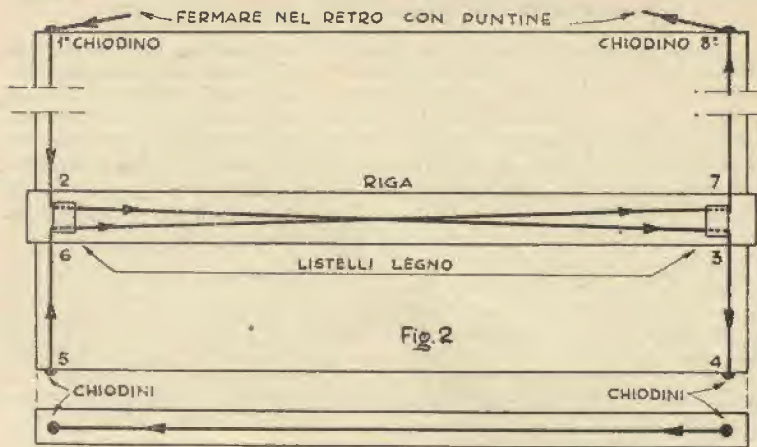 FERMARE NEL RETRO CON PUNTINE
1° CHIODINO
CHIODINO 8°
2
RIGA
7
6
LISTELLI LEGNO
3
Fig. 2
5
4
CHIODINI
CHIODINI